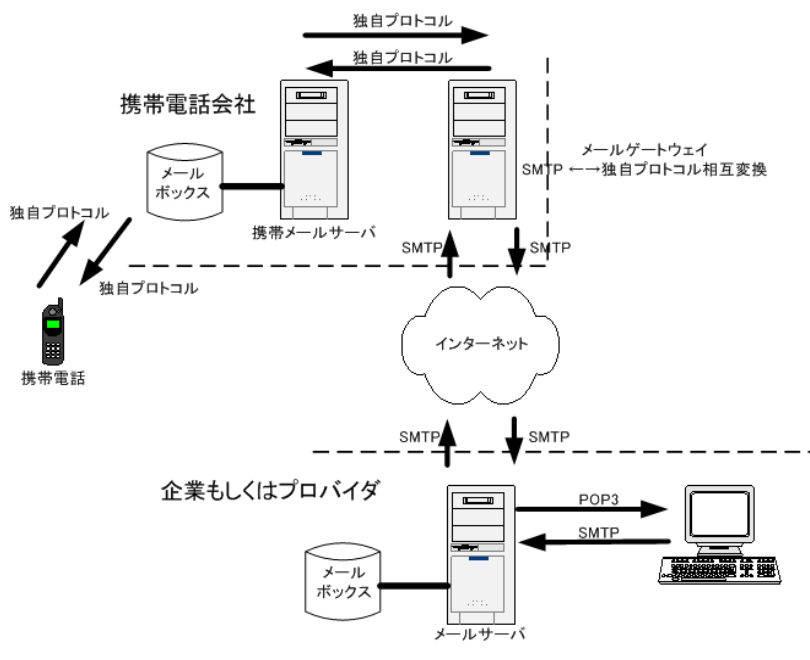 独自プロトコル
独自プロトコル
携帯電話会社
メールゲートウェイ
SMTP ←→独自プロトコル相互変換
メール
ボックス
独自プロトコル
携帯メールサーバ
SMTP
SMTP
独自プロトコル
インターネット
携帯電話
SMTP
SMTP
企業もしくはプロバイダ
POP3
SMTP
メール
ボックス
メールサーバ